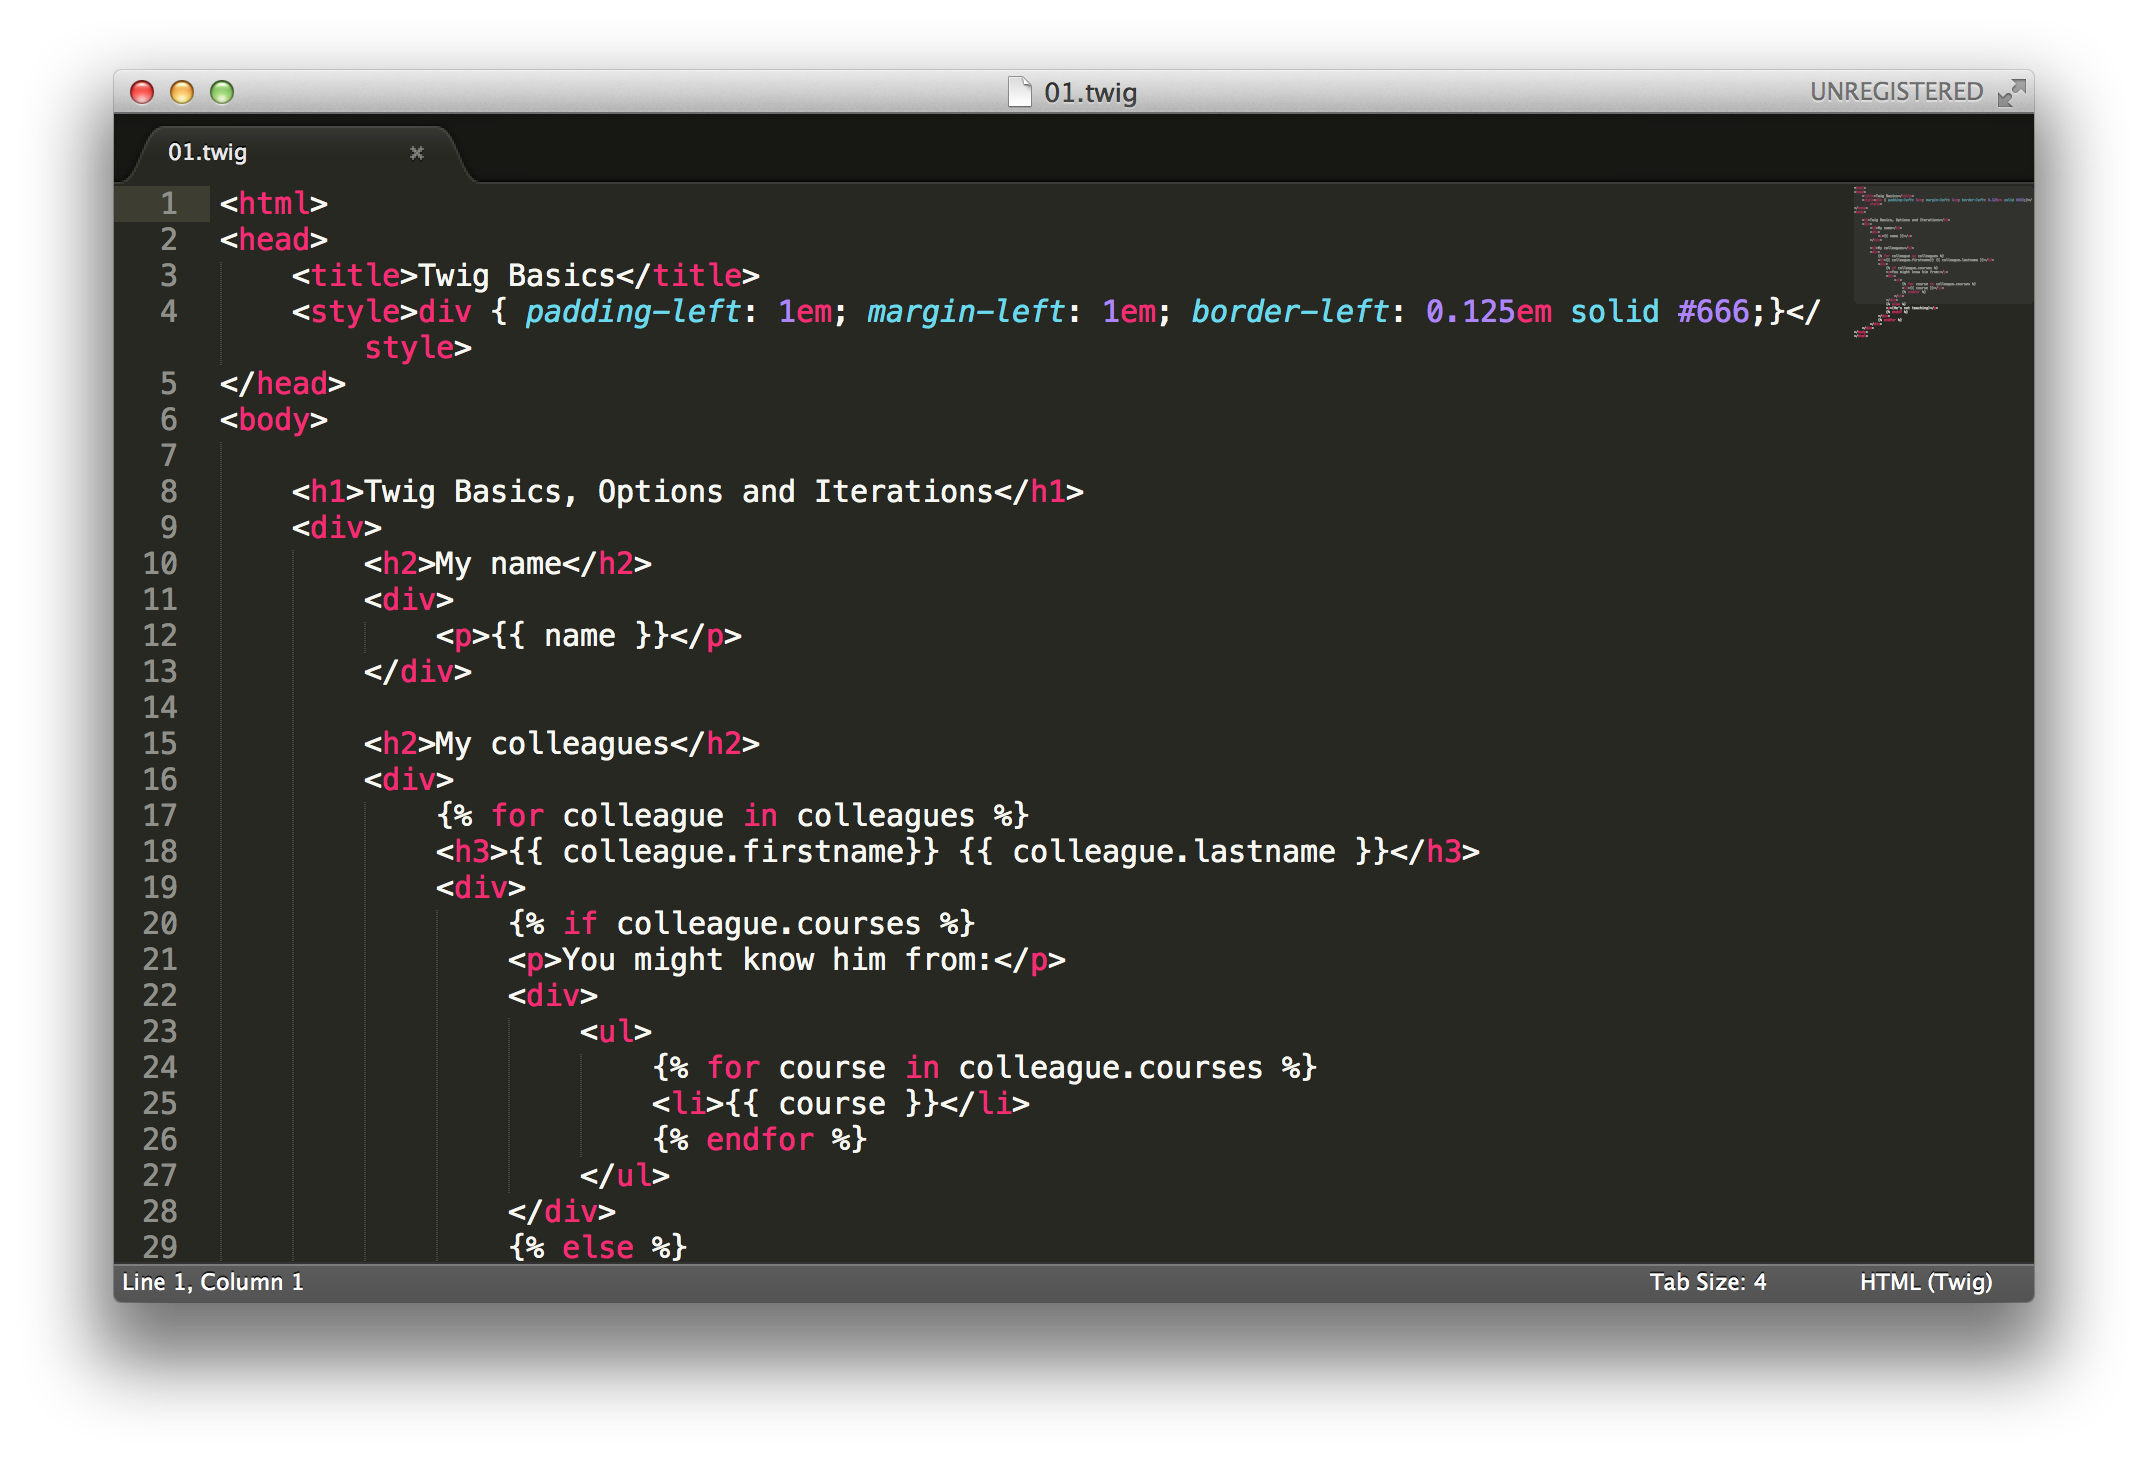 01.twig
UNREGISTERED
01.twig
1 <html>
2 <head>
3     <title>Twig Basics</title>
4     <style>div { padding-left: 1em; margin-left: 1em; border-left: 0.125em solid #666;}</
        style>
5 </head>
6 <body>
7
8     <h1>Twig Basics, Options and Iterations</h1>
9     <div>
10         <h2>My name</h2>
11         <div>
12             <p>{{ name }}</p>
13         </div>
14
15         <h2>My colleagues</h2>
16         <div>
17             {% for colleague in colleagues %}
18             <h3>{{ colleague.firstname}} {{ colleague.lastname }}</h3>
19             <div>
20                 {% if colleague.courses %}
21                 <p>You might know him from:</p>
22                 <div>
23                     <ul>
24                         {% for course in colleague.courses %}
25                         <li>{{ course }}</li>
26                         {% endfor %}
27                     </ul>
28                 </div>
29                 {% else %}
Line 1, Column 1
Tab Size: 4
HTML (Twig)